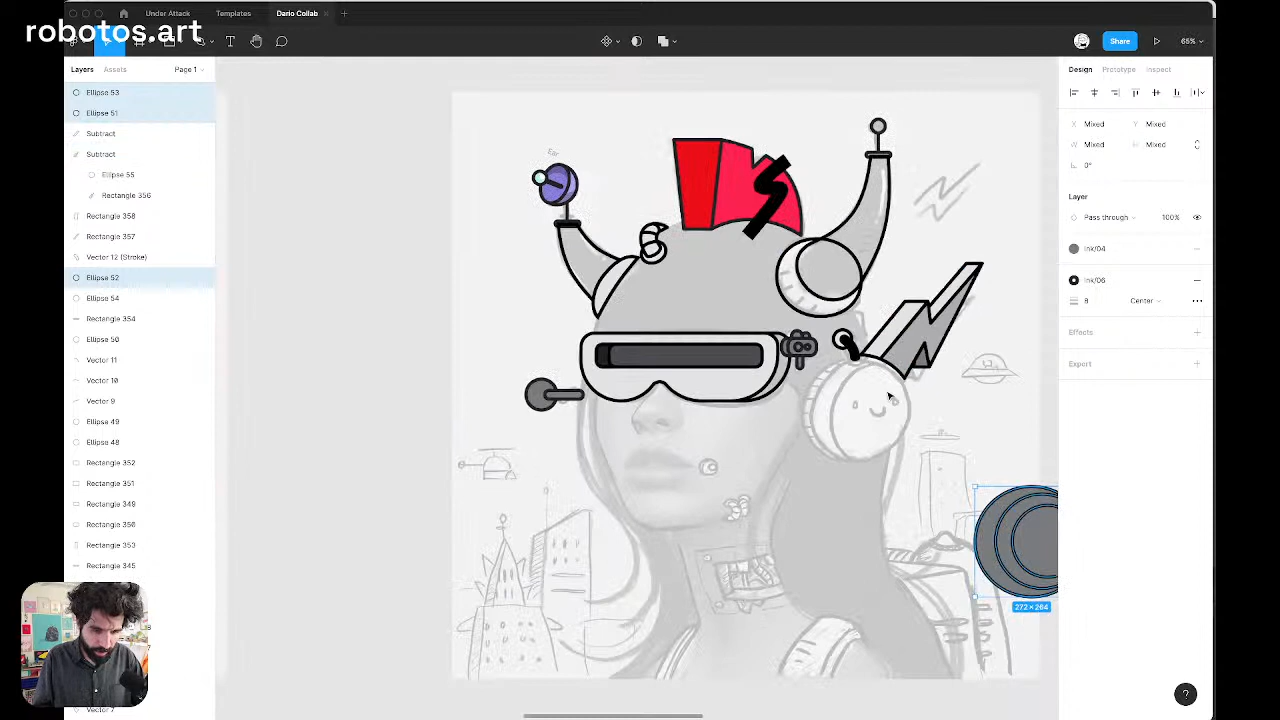 Under Attack
Templates
Dario Collab
robotos.art
Share
65%
Layers
Assets
Page 1
Ellipse 53
Ellipse 51
Subtract
Subtract
Ellipse 55
Rectangle 356
Rectangle 358
Rectangle 357
Vector 12 (Stroke)
Ellipse 52
Ellipse 54
Rectangle 354
Ellipse 50
Vector 11
Vector 10
Vector 9
Ellipse 49
Ellipse 48
Rectangle 352
Rectangle 351
Rectangle 349
Rectangle 350
Rectangle 353
Rectangle 345
Vector 7
272 × 264
Design
Prototype
Inspect
X Mixed
Y Mixed
W Mixed
H Mixed
0°
Layer
Pass through
100%
Ink/04
Ink/06
8
Center
Effects
Export
?